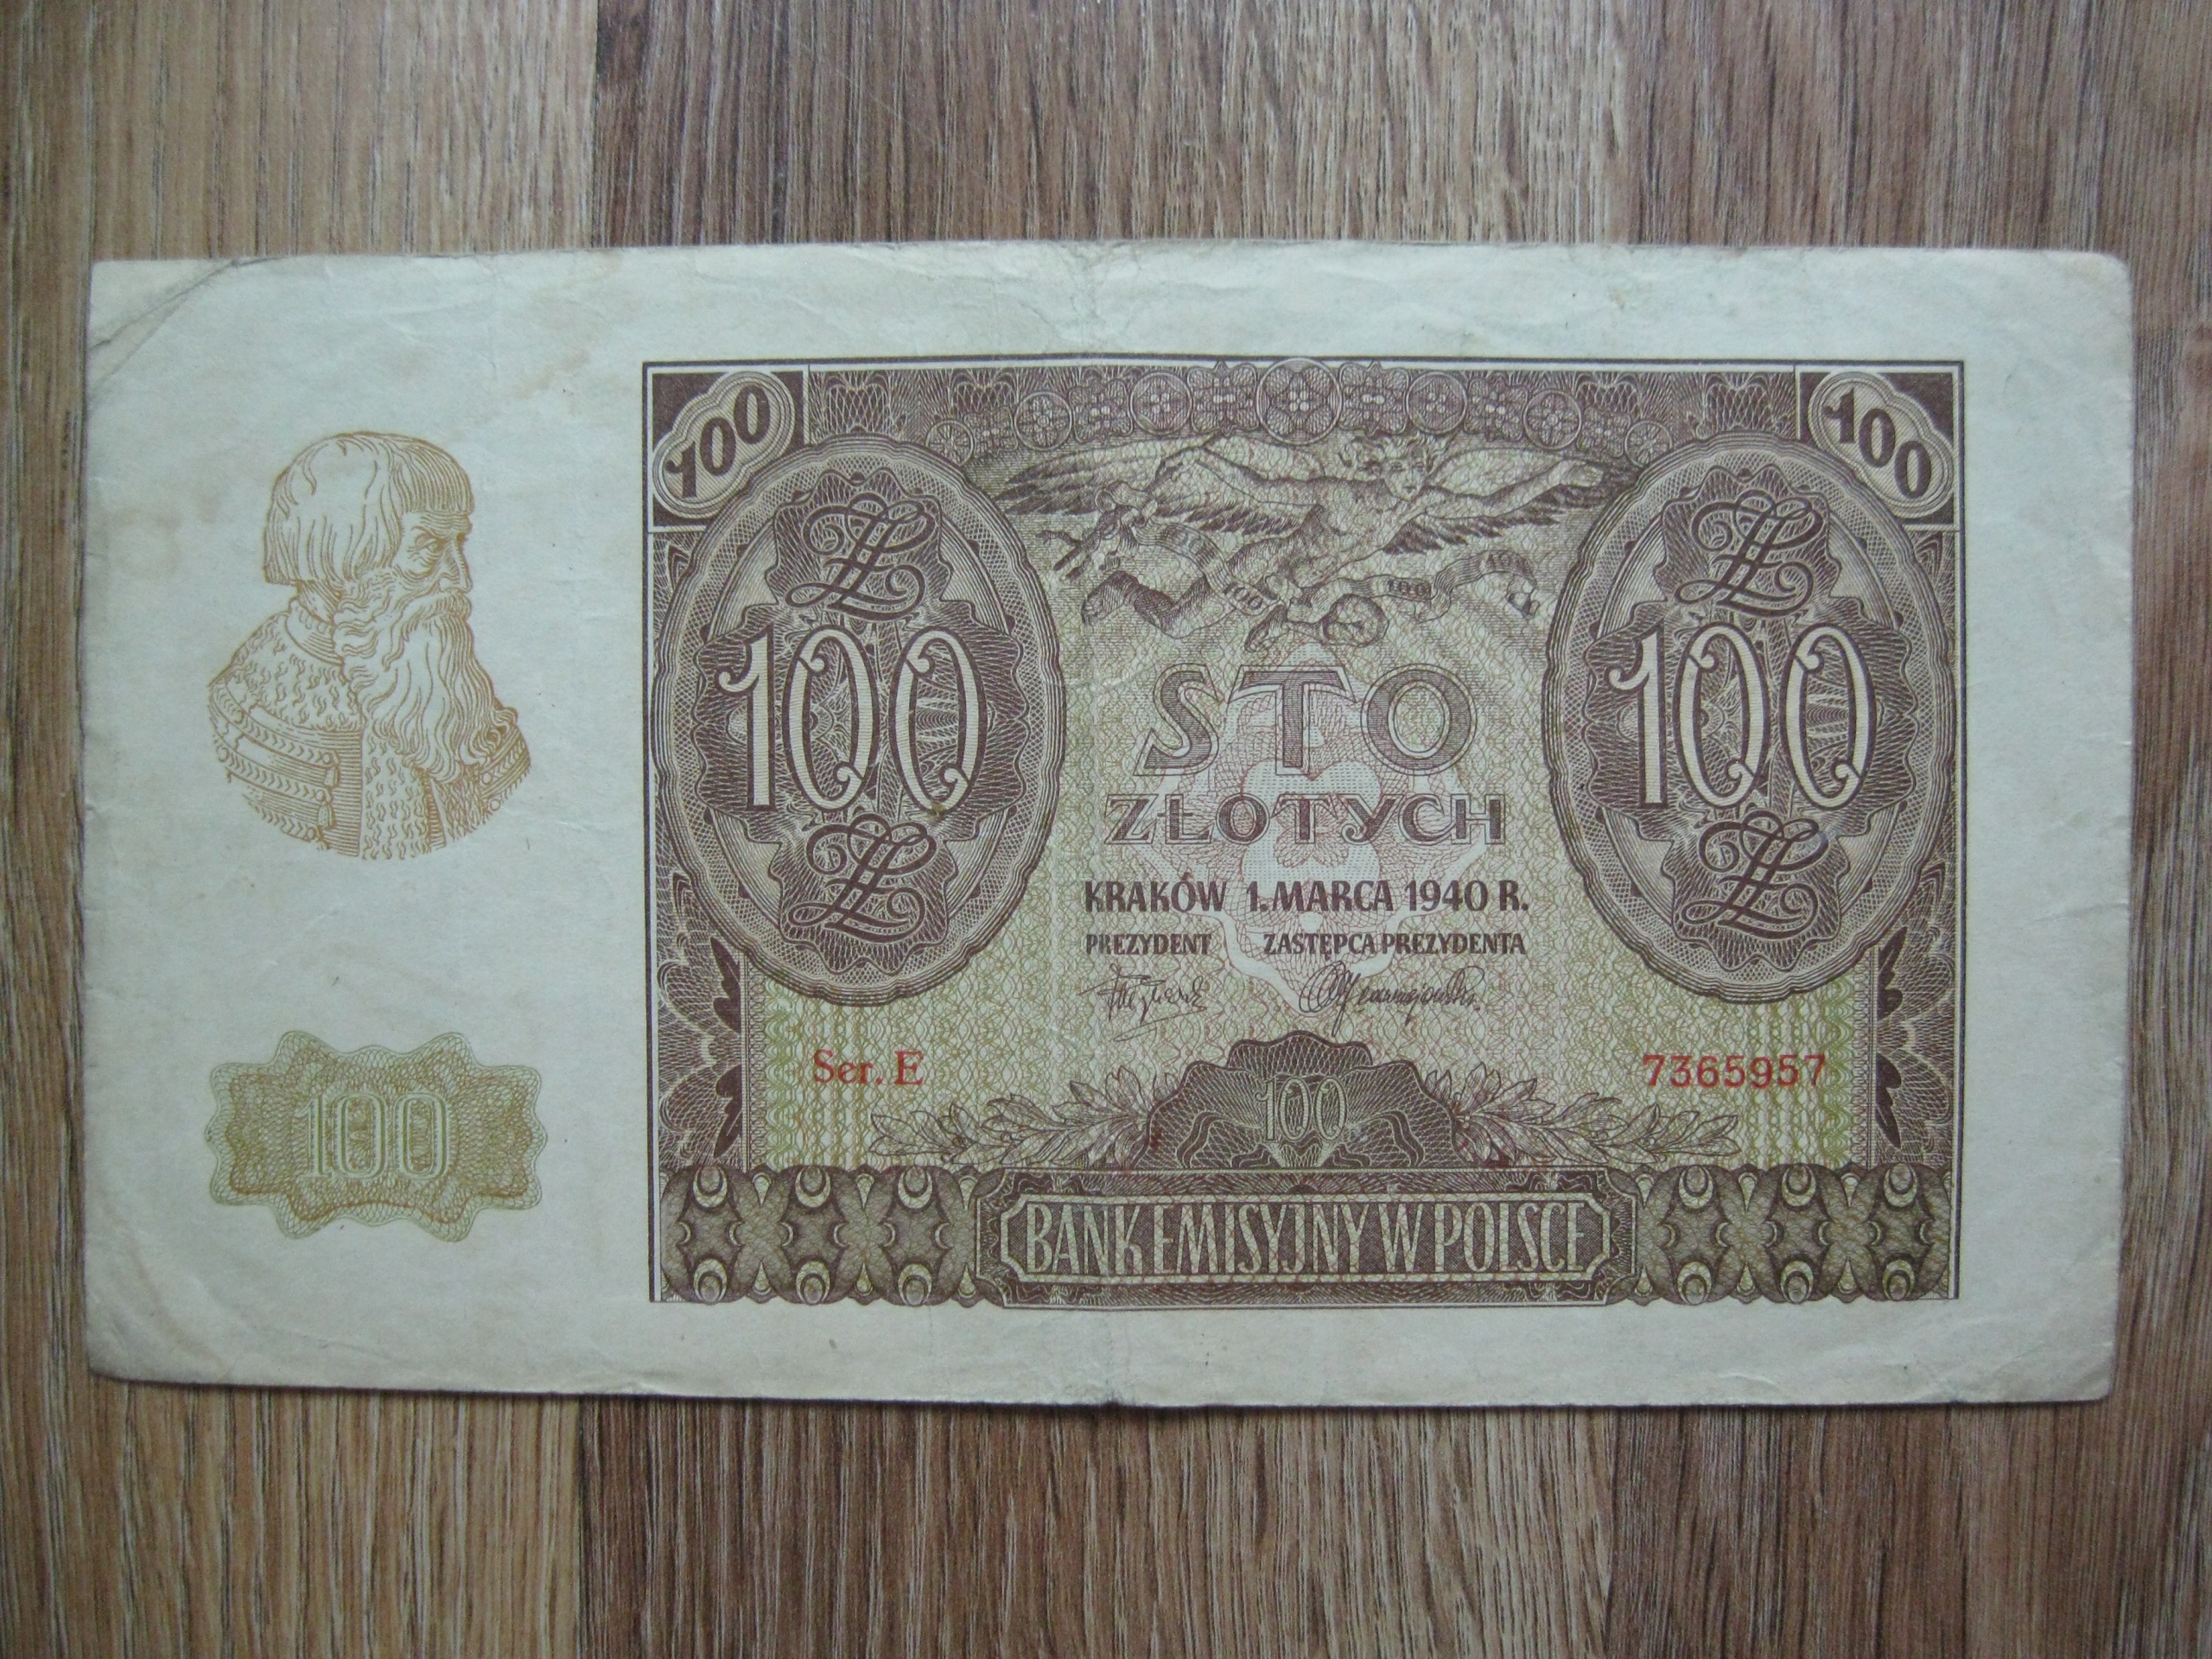 100
100
100
100
STO
ZŁOTYCH
KRAKÓW 1. MARCA 1940 R.
PREZYDENT ZASTĘPCA PREZYDENTA
Ser. E
7365957
100
100
BANK EMISYJNY W POLSCE